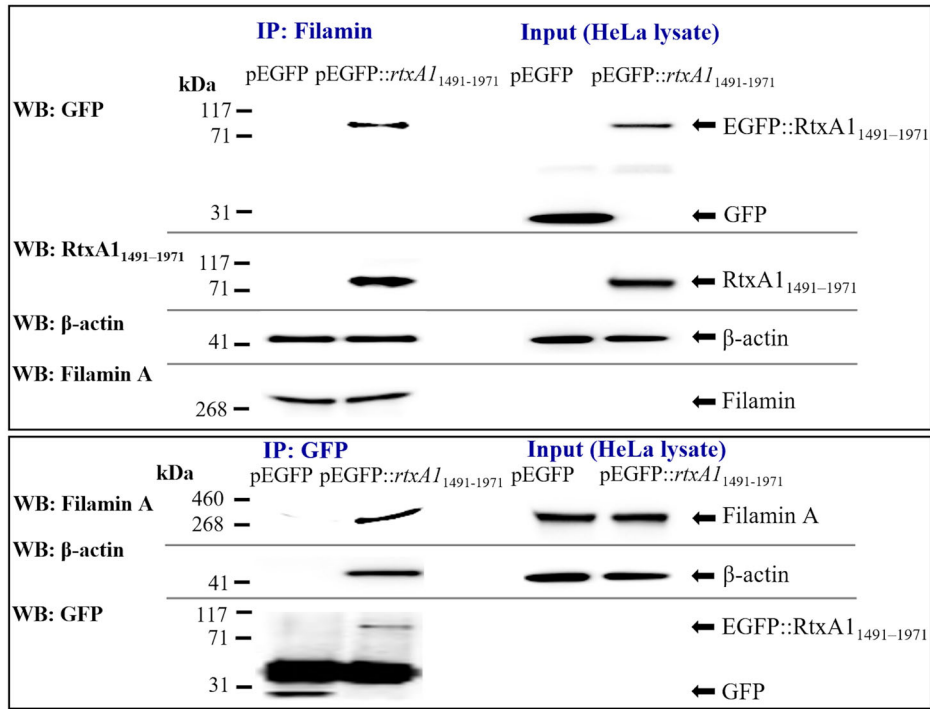 IP: Filamin Input (HeLa lysate)
kDa pEGFP pEGFP::rtxA1₁₄₉₁₋₁₉₇₁ pEGFP pEGFP::rtxA1₁₄₉₁₋₁₉₇₁
WB: GFP
117
71 EGFP::RtxA1₁₄₉₁₋₁₉₇₁
31 GFP
WB: RtxA1₁₄₉₁₋₁₉₇₁
117
71 RtxA1₁₄₉₁₋₁₉₇₁
WB: β-actin
41 β-actin
WB: Filamin A
268 Filamin
IP: GFP Input (HeLa lysate)
kDa pEGFP pEGFP::rtxA1₁₄₉₁₋₁₉₇₁ pEGFP pEGFP::rtxA1₁₄₉₁₋₁₉₇₁
WB: Filamin A 460
268 Filamin A
WB: β-actin
41 β-actin
WB: GFP 117 EGFP::RtxA1₁₄₉₁₋₁₉₇₁
71
31 GFP